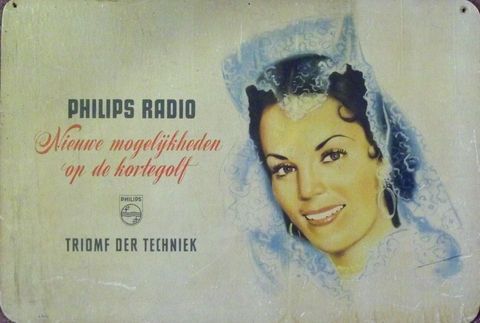 PHILIPS RADIO
Nieuwe mogelijkheden
op de kortegolf
PHILIPS
TRIOMF DER TECHNIEK